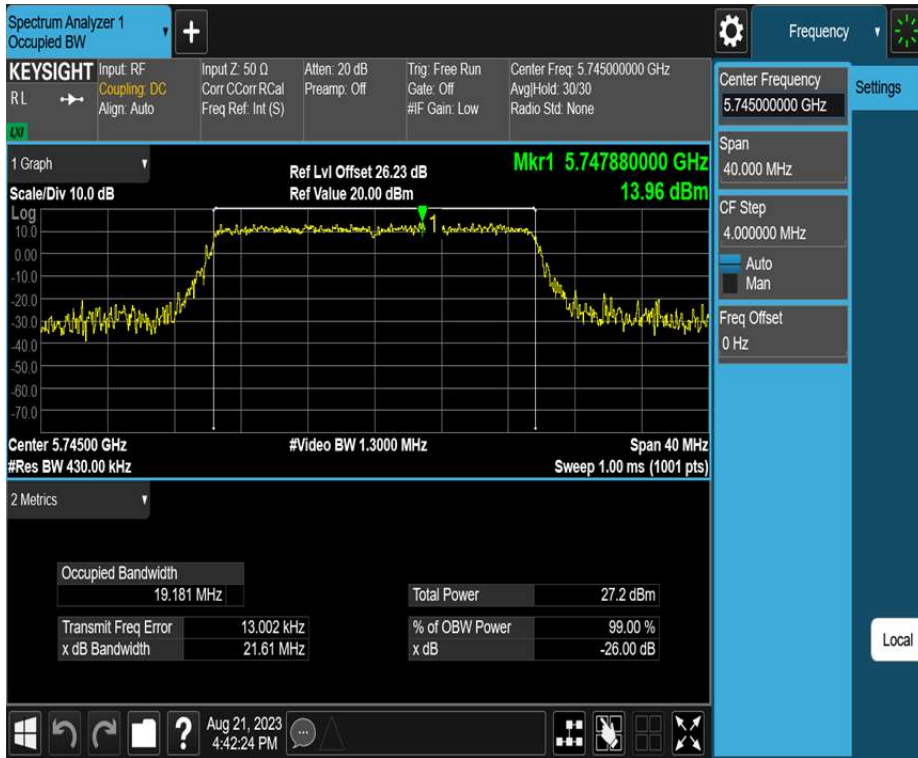 Spectrum Analyzer 1
Occupied BW
+
Frequency
KEYSIGHT
RL
LXI
Input: RF
Coupling: DC
Align: Auto
Input Z: 50 Ω
Corr CCorr RCal
Freq Ref: Int (S)
Atten: 20 dB
Preamp: Off
Trig: Free Run
Gate: Off
#IF Gain: Low
Center Freq: 5.745000000 GHz
Avg|Hold: 30/30
Radio Std: None
Center Frequency
5.745000000 GHz
Settings
Span
40.000 MHz
CF Step
4.000000 MHz
Auto
Man
Freq Offset
0 Hz
Local
1 Graph
Scale/Div 10.0 dB
Ref Lvl Offset 26.23 dB
Ref Value 20.00 dBm
Mkr1 5.747880000 GHz
13.96 dBm
Log
10.0
0.00
-10.0
-20.0
-30.0
-40.0
-50.0
-60.0
-70.0
1
Center 5.74500 GHz
#Video BW 1.3000 MHz
Span 40 MHz
#Res BW 430.00 kHz
Sweep 1.00 ms (1001 pts)
2 Metrics
Occupied Bandwidth
19.181 MHz
Total Power 27.2 dBm
Transmit Freq Error 13.002 kHz
% of OBW Power 99.00 %
x dB Bandwidth 21.61 MHz
x dB -26.00 dB
?
Aug 21, 2023
4:42:24 PM